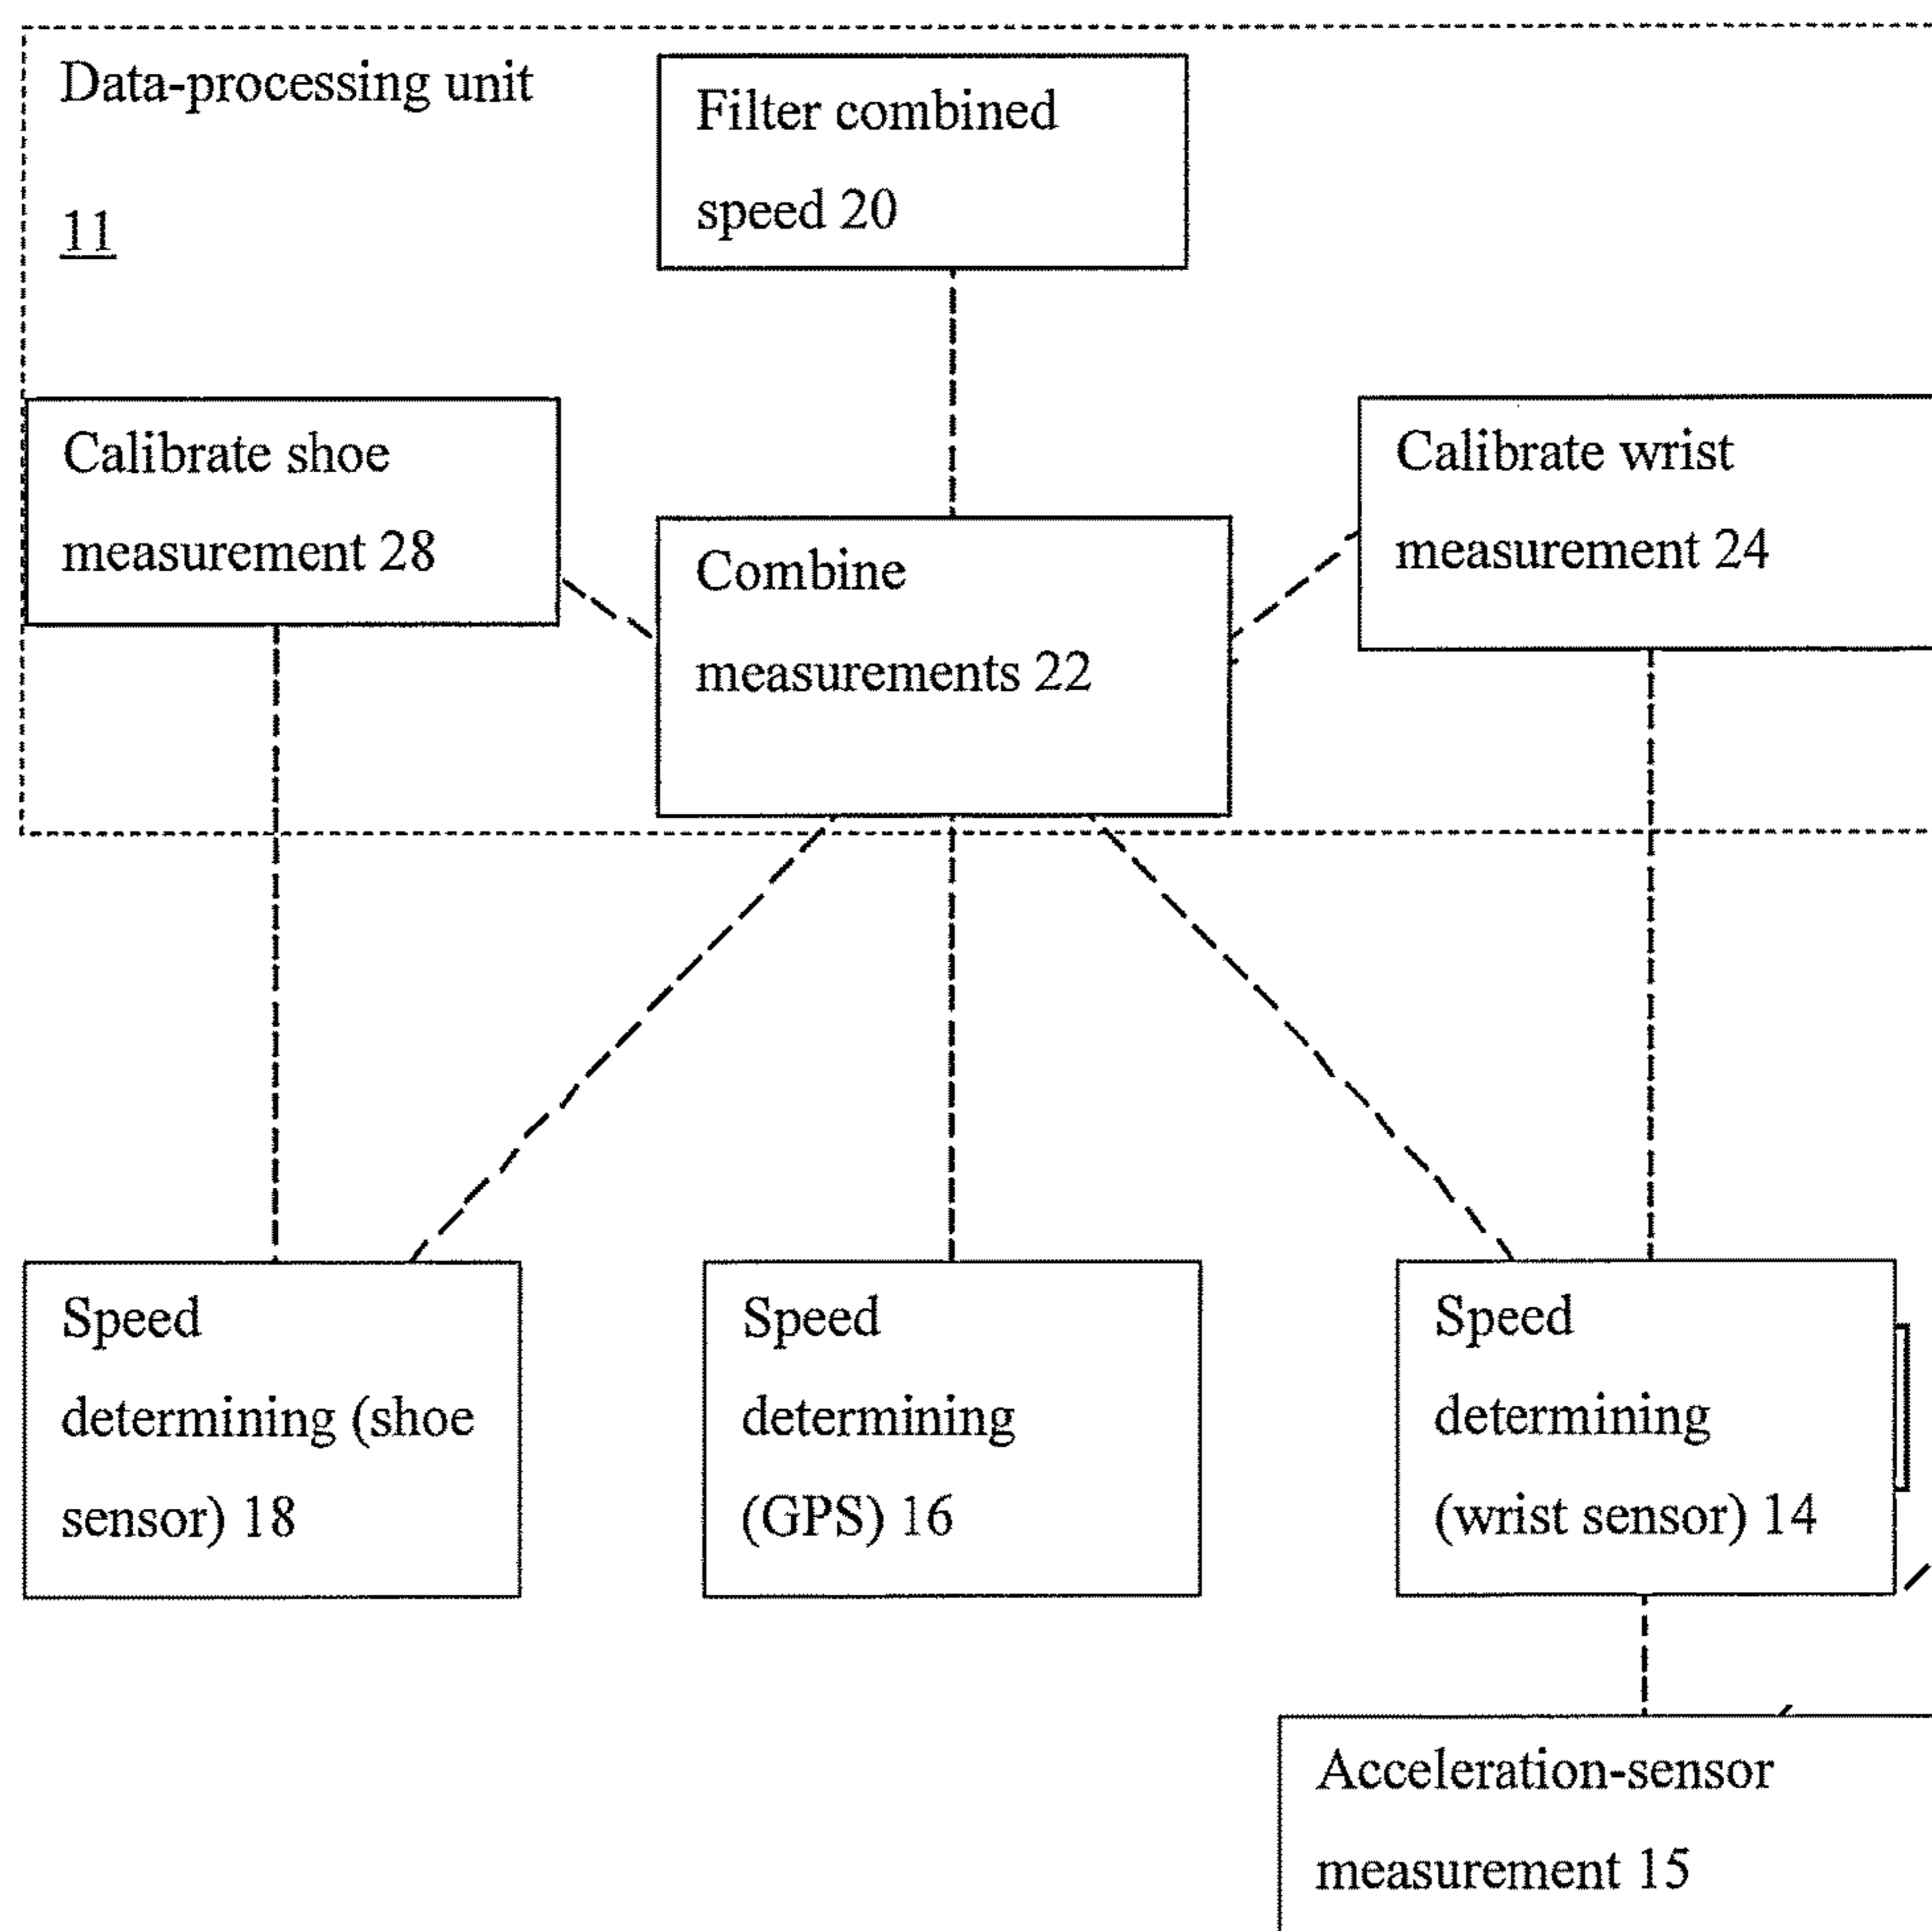 Data-processing unit
11
Filter combined
speed 20
Calibrate shoe
measurement 28
Combine
measurements 22
Calibrate wrist
measurement 24
Speed
determining (shoe
sensor) 18
Speed
determining
(GPS) 16
Speed
determining
(wrist sensor) 14
Acceleration-sensor
measurement 15